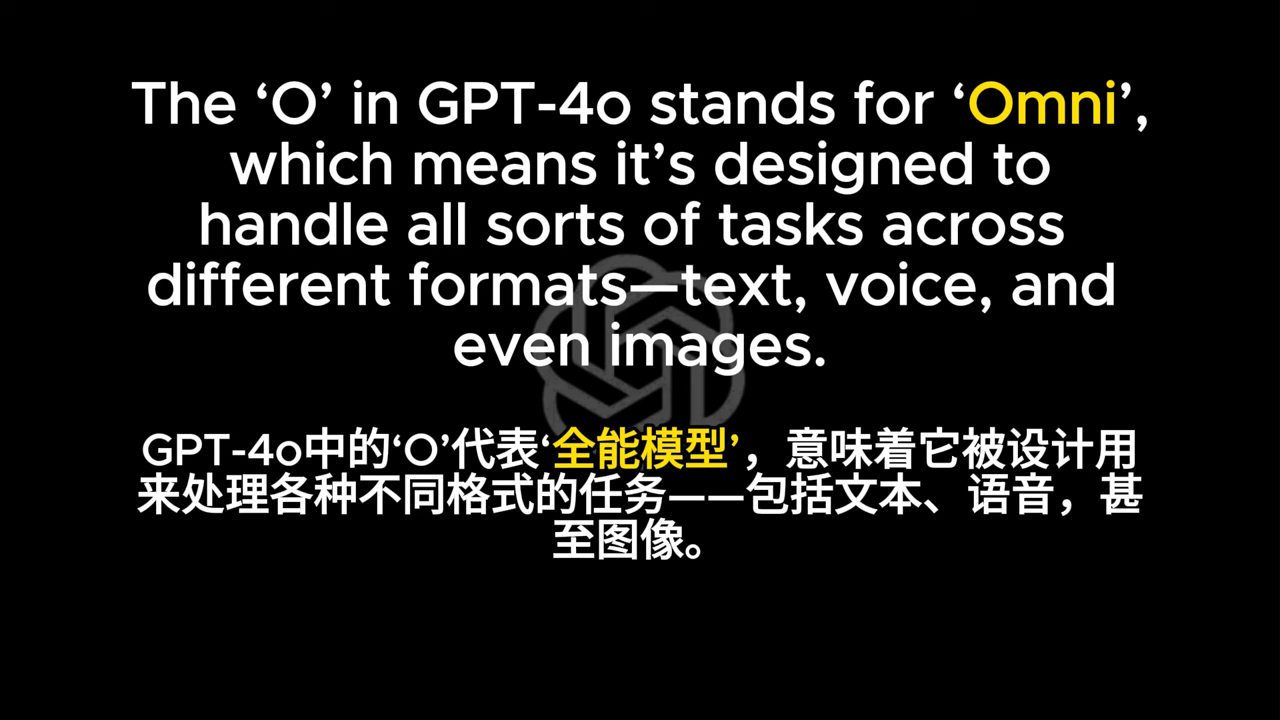 The ‘O’ in GPT-4o stands for ‘Omni’,
which means it’s designed to
handle all sorts of tasks across
different formats—text, voice, and
even images.
GPT-4o中的‘O’代表‘全能模型’，意味着它被设计用
来处理各种不同格式的任务——包括文本、语音，甚
至图像。